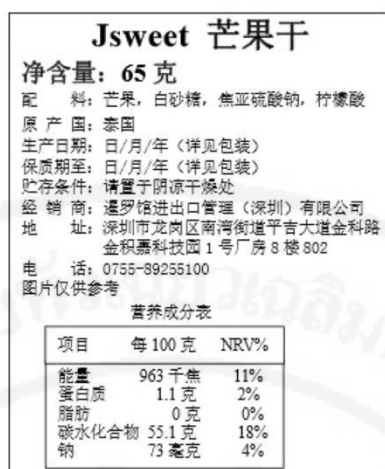 Jsweet 芒果干
净含量：65 克
配 料：芒果，白砂糖，焦亚硫酸钠，柠檬酸
原 产 国：泰国
生产日期：日/月/年（详见包装）
保质期至：日/月/年（详见包装）
贮存条件：请置于阴凉干燥处
经 销 商：暹罗馆进出口管理（深圳）有限公司
地 址：深圳市龙岗区南湾街道平吉大道金科路
金积嘉科技园 1 号厂房 8 楼 802
电 话：0755-89255100
图片仅供参考
营养成分表
项目 每 100 克 NRV%
能量 963 千焦 11%
蛋白质 1.1 克 2%
脂肪 0 克 0%
碳水化合物 55.1 克 18%
钠 73 毫克 4%